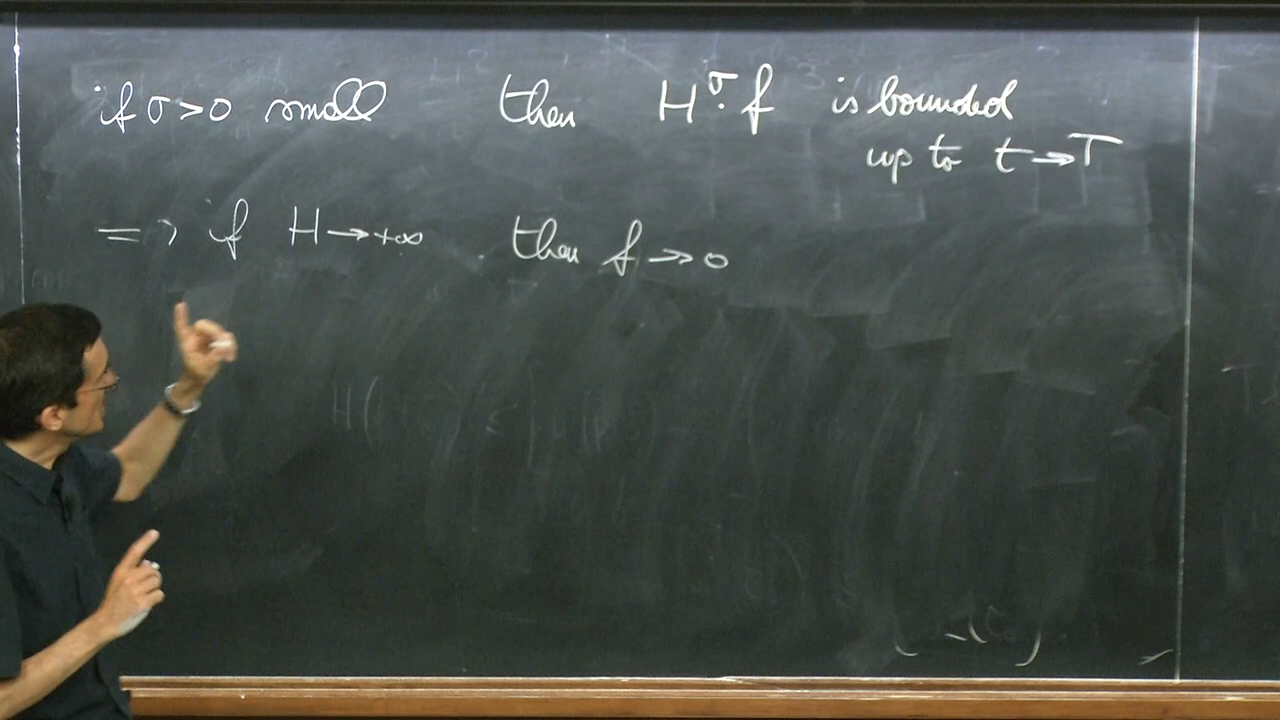 if σ>0 small then H^σ·f is bounded
up to t→T
=> if H→+∞ then f→0